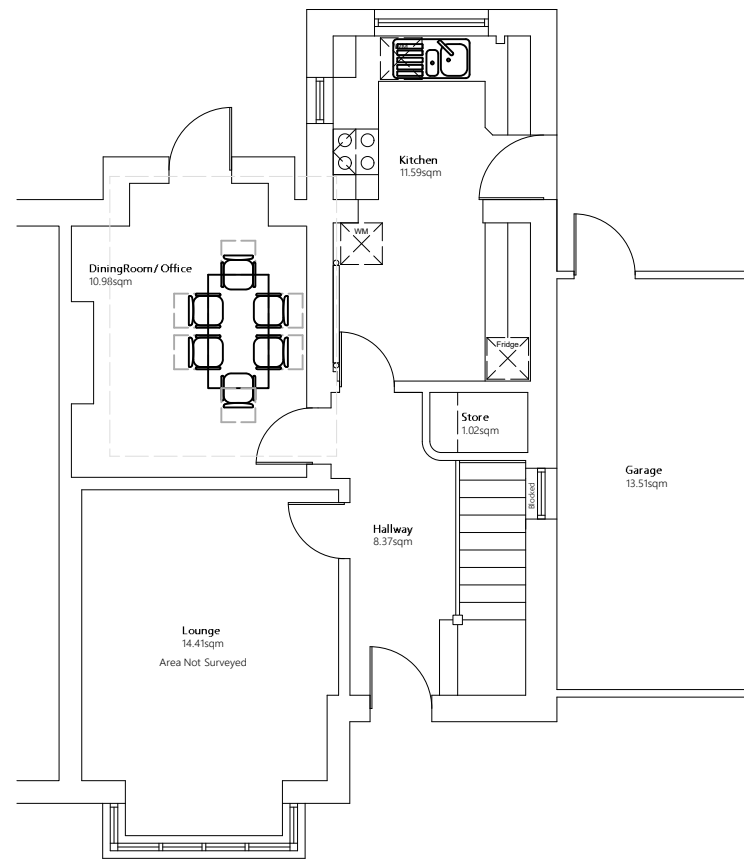 Kitchen
11.59sqm
WM
DiningRoom/ Office
10.98sqm
Fridge
Store
1.02sqm
Garage
13.51sqm
Blocked
Hallway
8.37sqm
Lounge
14.41sqm
Area Not Surveyed